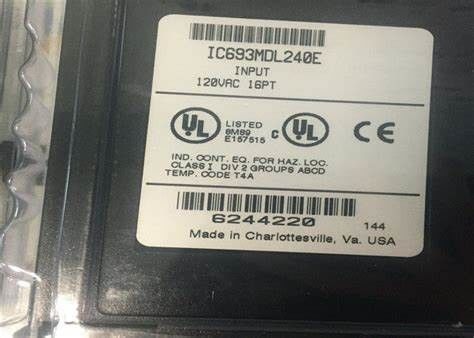 IC693MDL240E
INPUT
120VAC 16PT
UL LISTED C UL CE
8M89
E157515
IND. CONT. EQ. FOR HAZ. LOC.
CLASS I DIV 2 GROUPS ABCD
TEMP. CODE T4A
6244220 144
Made in Charlottesville, Va. USA